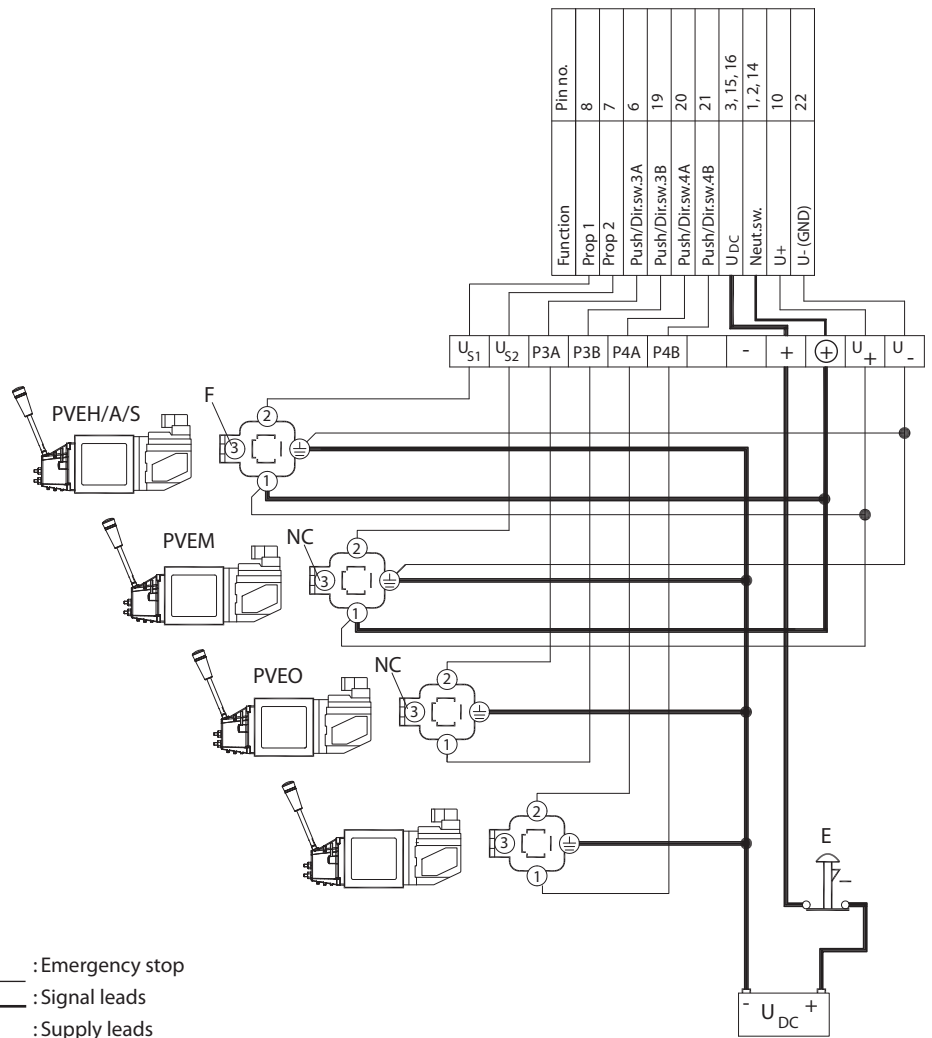 Function Pin no.
Prop 1 8
Prop 2 7
Push/Dir.sw.3A 6
Push/Dir.sw.3B 19
Push/Dir.sw.4A 20
Push/Dir.sw.4B 21
UDC 3, 15, 16
Neut.sw. 1, 2, 14
U+ 10
U- (GND) 22
US1 US2 P3A P3B P4A P4B - + + U+ U-
PVEH/A/S
F
2
3
1
PVEM
NC
2
3
1
PVEO
NC
2
3
1
2
3
1
E
- UDC +
: Emergency stop
: Signal leads
: Supply leads